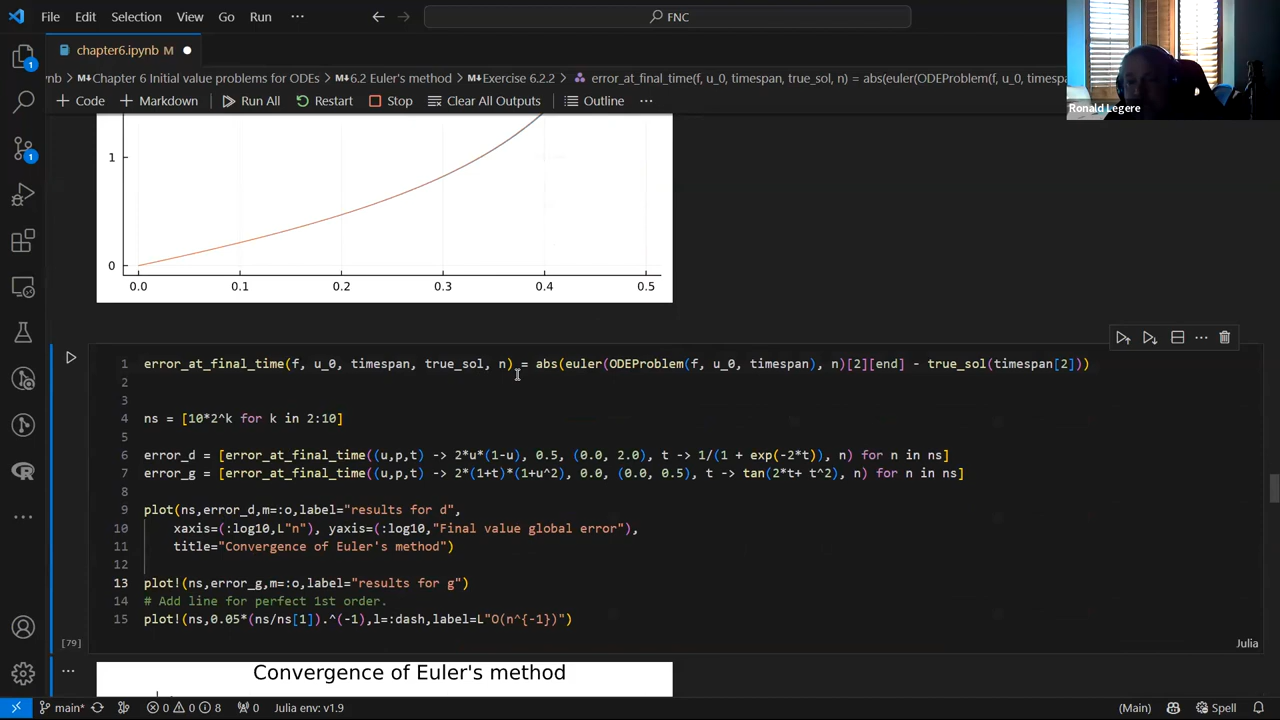 File Edit Selection View Run ··· FNC
chapter6.ipynb M
nb > Chapter 6 Initial value problems for ODEs > 6.2 Euler's method > Exercise 6.2.2 > error_at_final_time(f, u_0, timespan, true_sol, n) = abs(euler(ODEProblem(f, u_0, timespa
+ Code + Markdown Run All Restart Clear All Outputs Outline ···
Ronald Legere
1
0
0.0 0.1 0.2 0.3 0.4 0.5
1 error_at_final_time(f, u_0, timespan, true_sol, n) = abs(euler(ODEProblem(f, u_0, timespan), n)[2][end] - true_sol(timespan[2]))
2
3
4 ns = [10*2^k for k in 2:10]
5
6 error_d = [error_at_final_time((u,p,t) -> 2*u*(1-u), 0.5, (0.0, 2.0), t -> 1/(1 + exp(-2*t)), n) for n in ns]
7 error_g = [error_at_final_time((u,p,t) -> 2*(1+t)*(1+u^2), 0.0, (0.0, 0.5), t -> tan(2*t+ t^2), n) for n in ns]
8
9 plot(ns,error_d,m=:o,label="results for d",
10 xaxis=(:log10,L"n"), yaxis=(:log10,"Final value global error"),
11 title="Convergence of Euler's method")
12
13 plot!(ns,error_g,m=:o,label="results for g")
14 # Add line for perfect 1st order.
15 plot!(ns,0.05*(ns/ns[1]).^(-1),l=:dash,label=L"O(n^{-1})")
[79] Julia
··· Convergence of Euler's method
main* 0 0 8 0 Julia env: v1.9 (Main) Spell